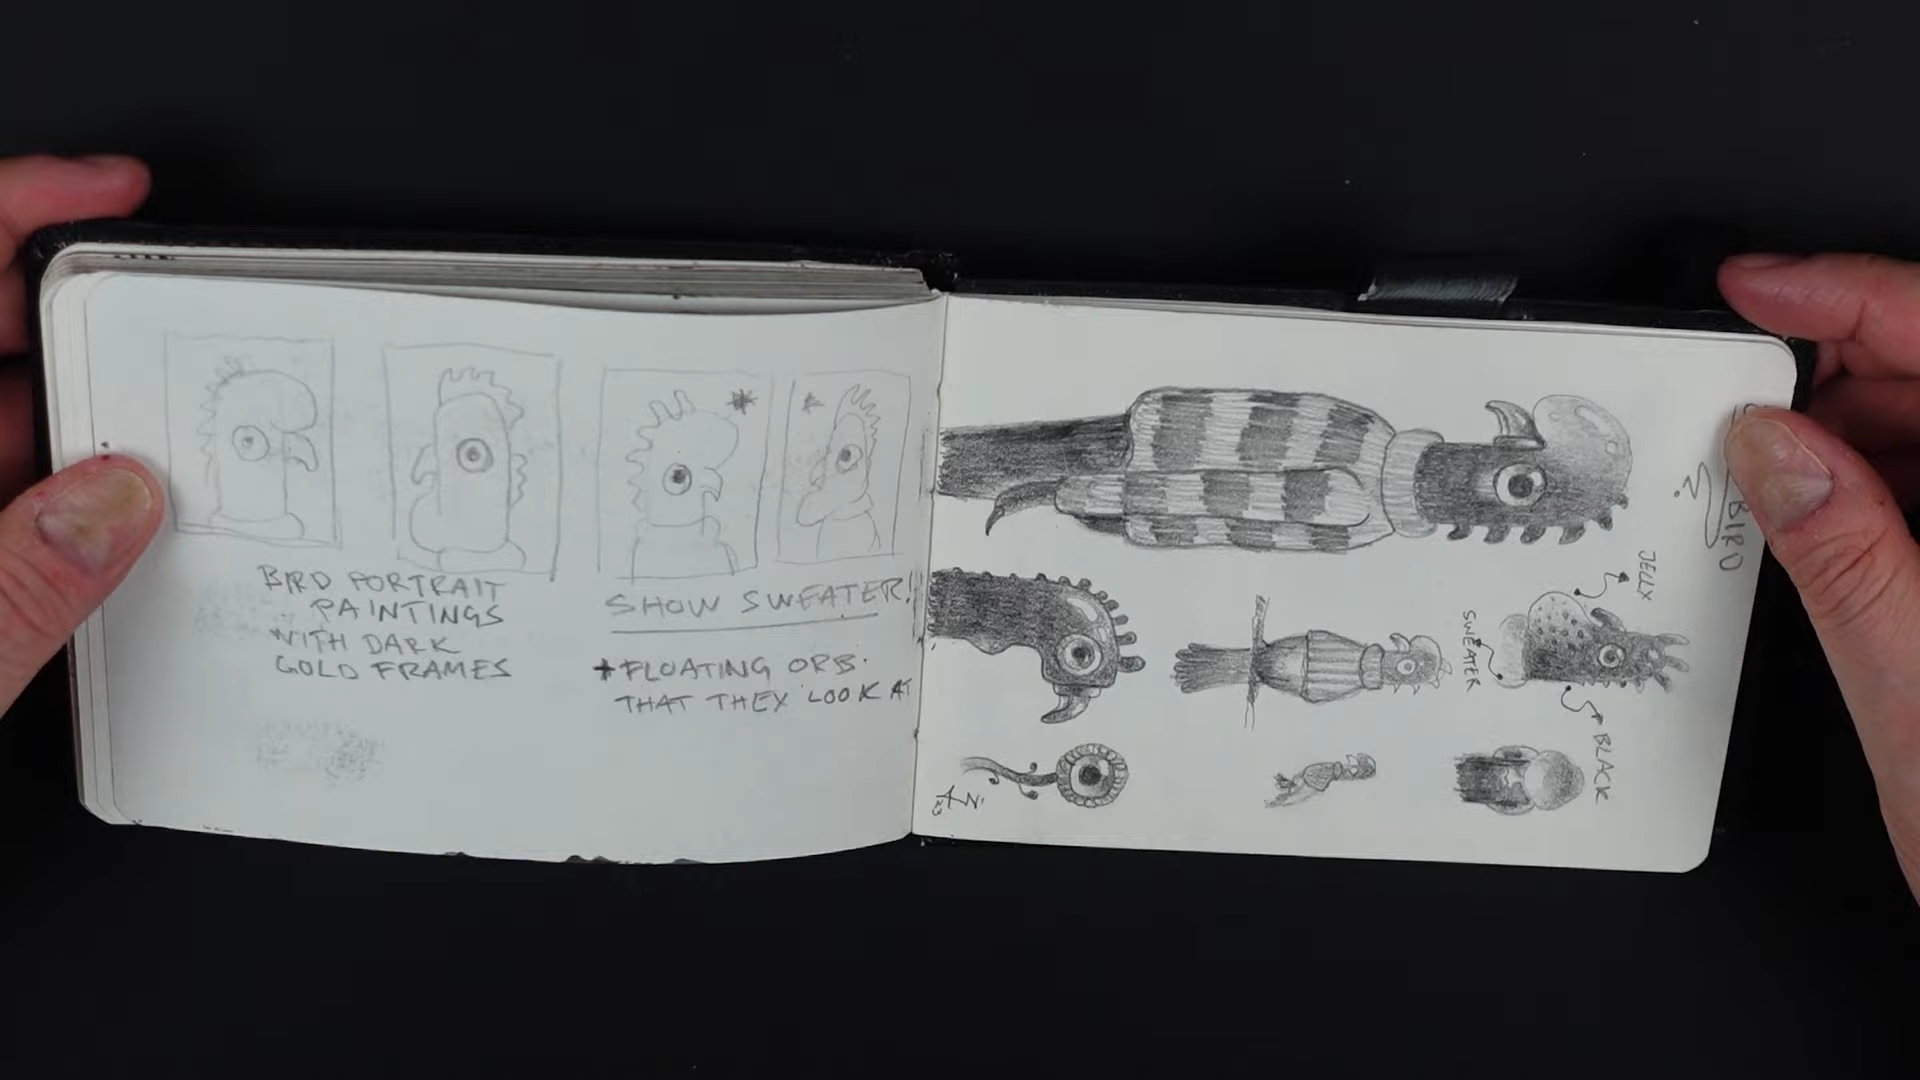 BIRD PORTRAIT
PAINTINGS
WITH DARK
GOLD FRAMES
SHOW SWEATER!
+ FLOATING ORB
THAT THEY LOOK AT
BIRD
JELLY
SWEATER
BLACK